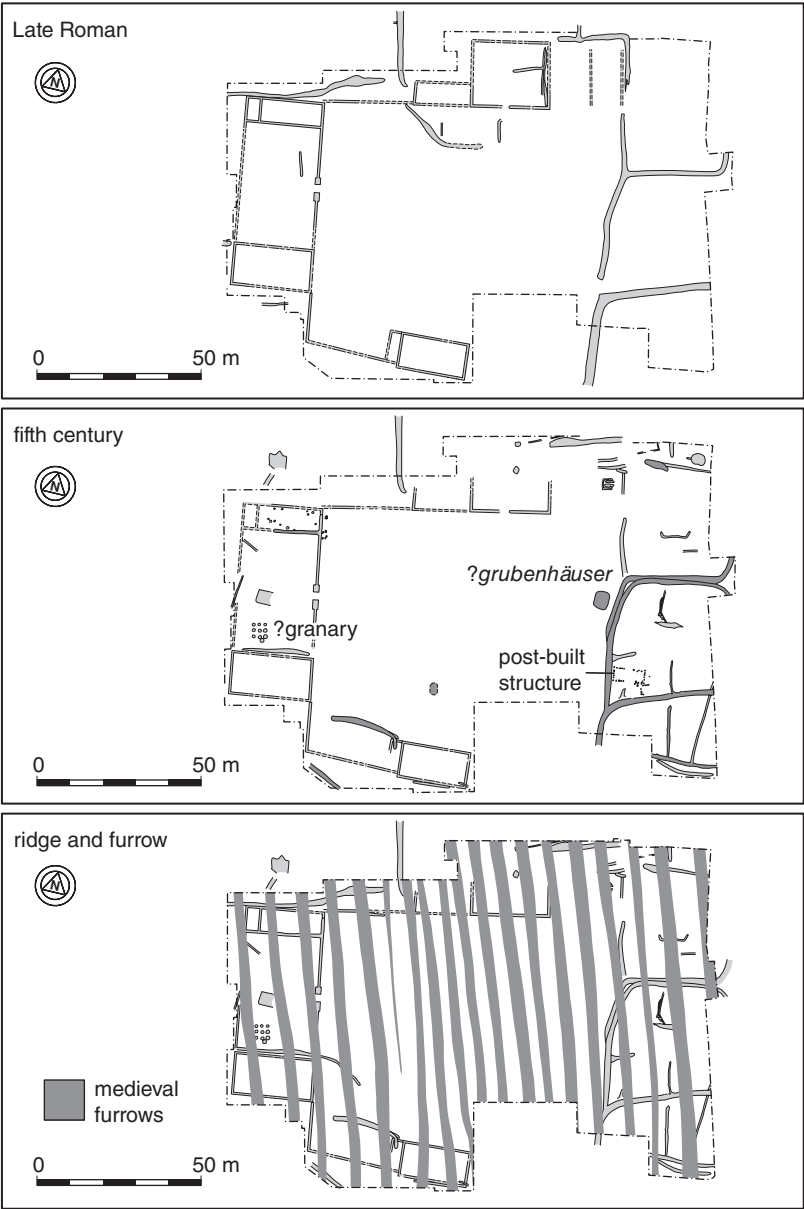 Late Roman
N
0 50 m
fifth century
N
?grubenhäuser
?granary
post-built
structure
0 50 m
ridge and furrow
N
medieval
furrows
0 50 m